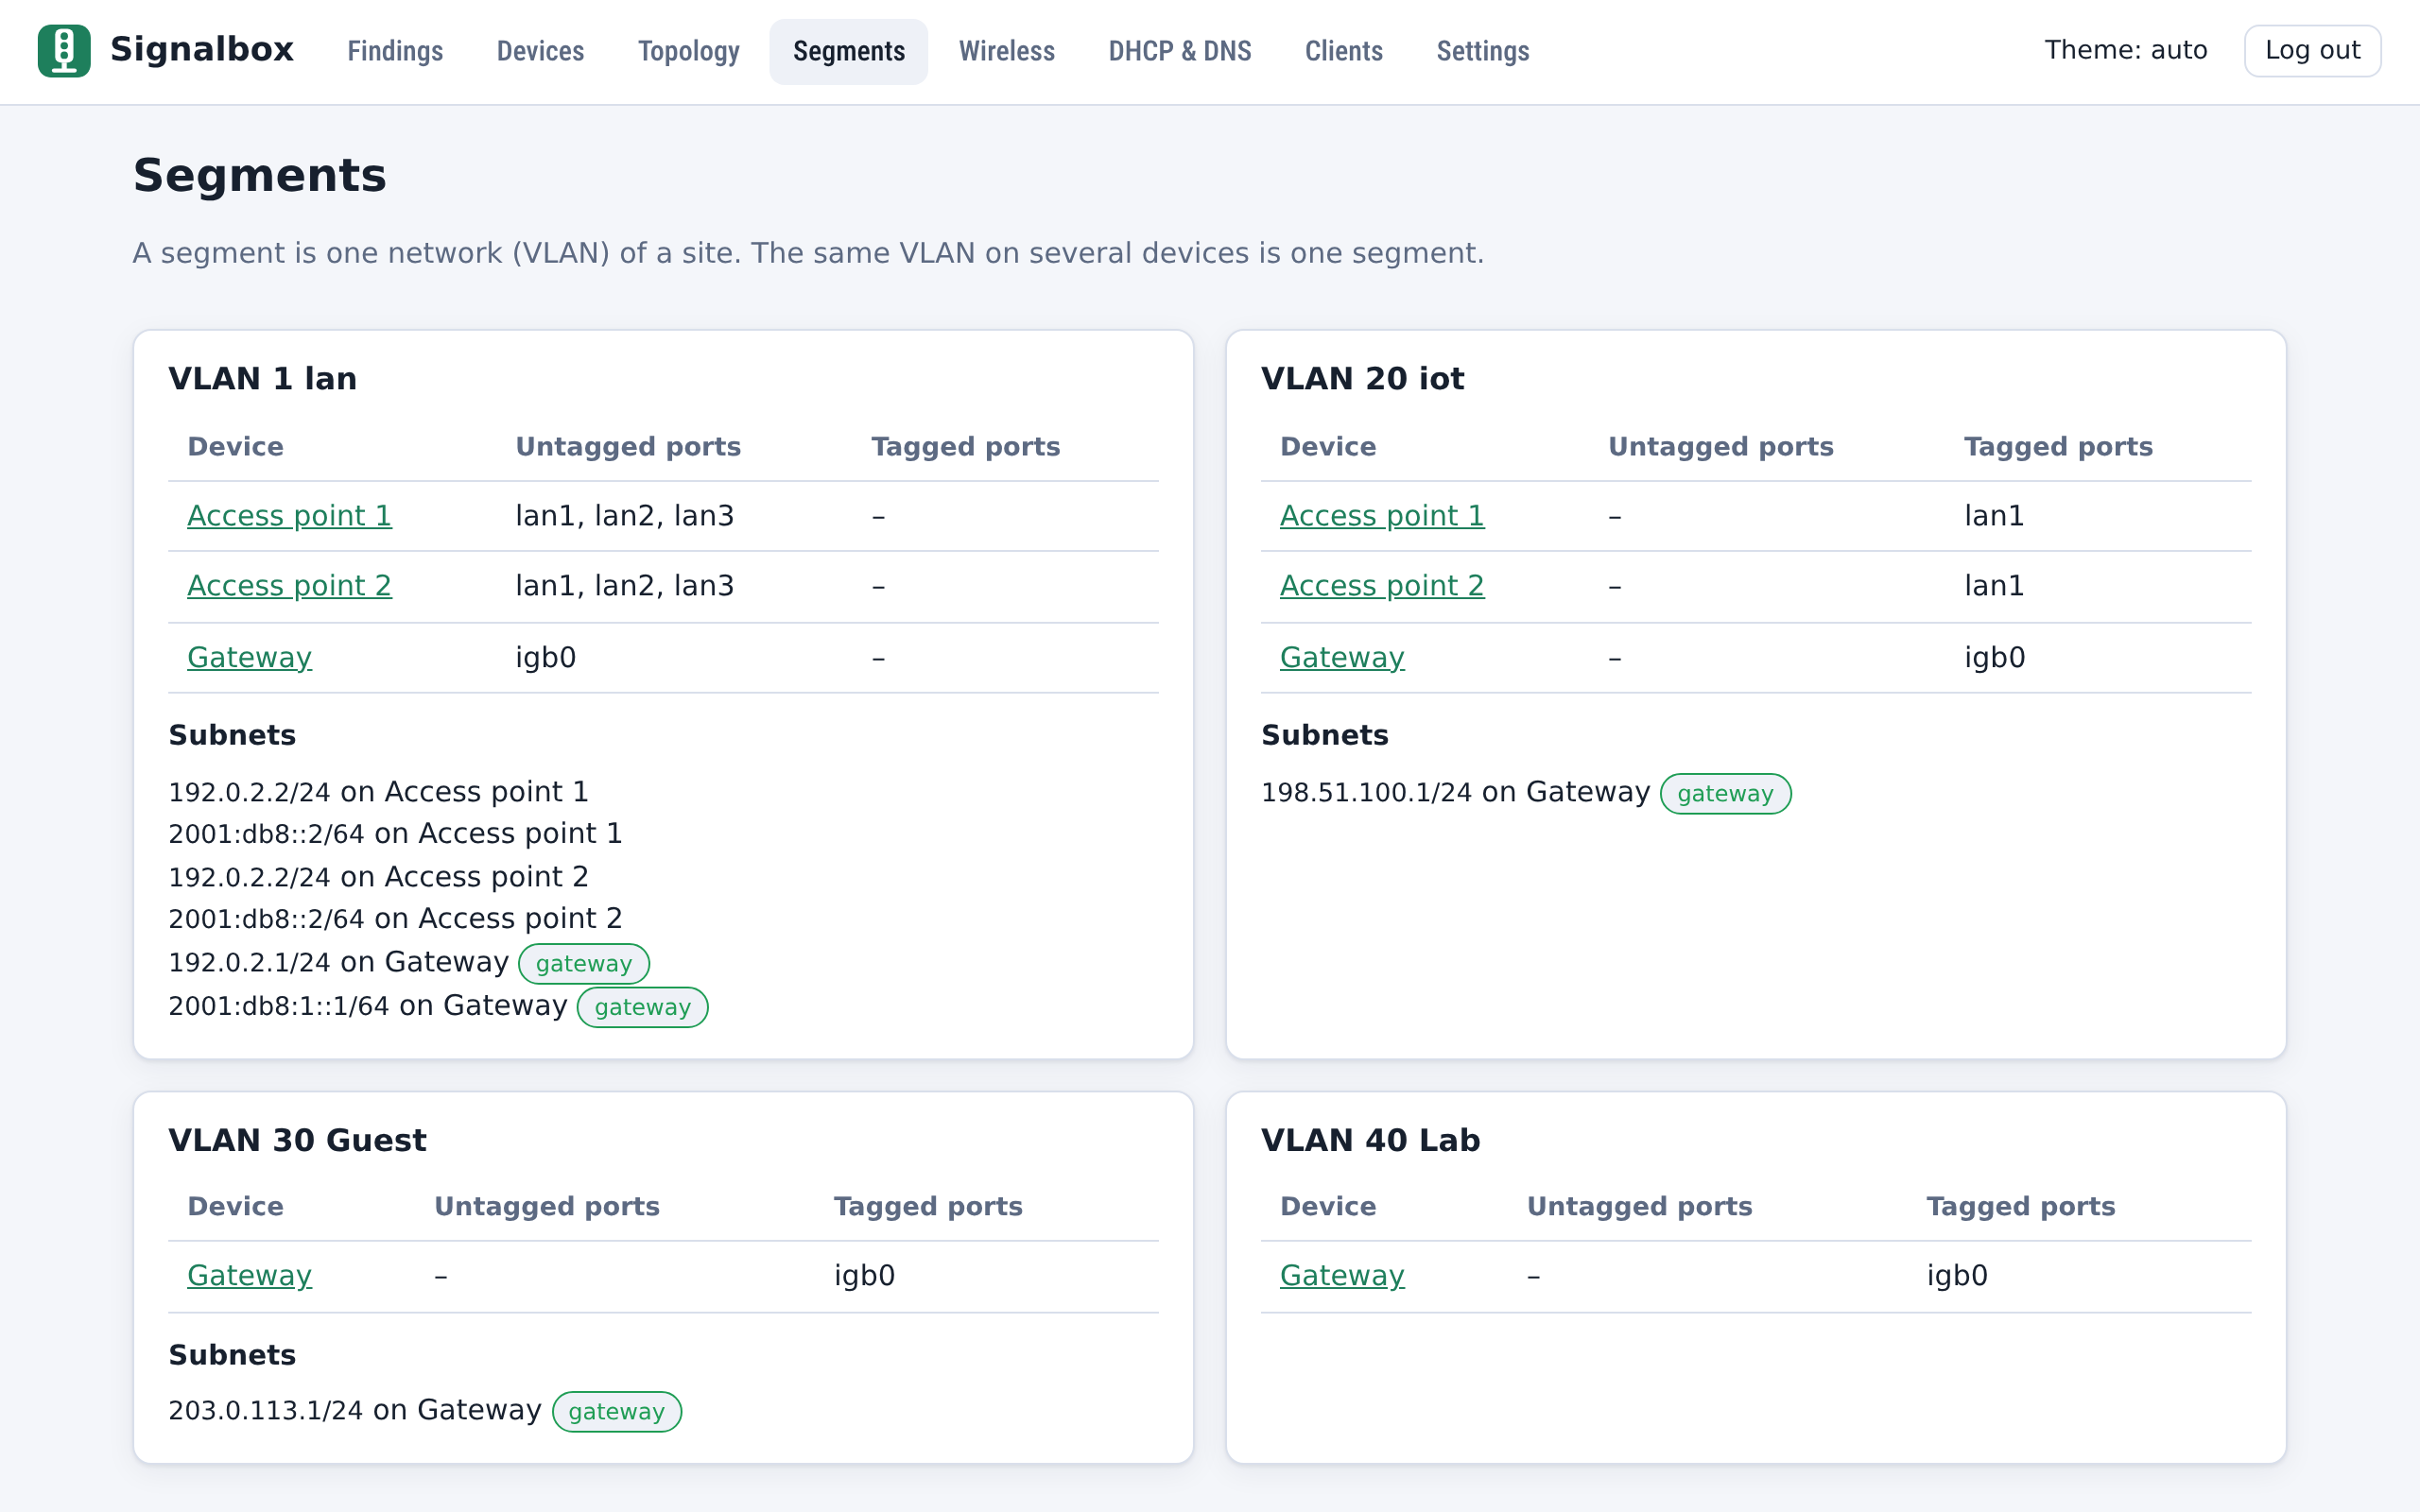 Signalbox Findings Devices Topology Segments Wireless DHCP & DNS Clients Settings Theme: auto Log out
Segments
A segment is one network (VLAN) of a site. The same VLAN on several devices is one segment.
VLAN 1 lan
Device Untagged ports Tagged ports
Access point 1 lan1, lan2, lan3 –
Access point 2 lan1, lan2, lan3 –
Gateway igb0 –
Subnets
192.0.2.2/24 on Access point 1
2001:db8::2/64 on Access point 1
192.0.2.2/24 on Access point 2
2001:db8::2/64 on Access point 2
192.0.2.1/24 on Gateway gateway
2001:db8:1::1/64 on Gateway gateway
VLAN 20 iot
Device Untagged ports Tagged ports
Access point 1 – lan1
Access point 2 – lan1
Gateway – igb0
Subnets
198.51.100.1/24 on Gateway gateway
VLAN 30 Guest
Device Untagged ports Tagged ports
Gateway – igb0
Subnets
203.0.113.1/24 on Gateway gateway
VLAN 40 Lab
Device Untagged ports Tagged ports
Gateway – igb0